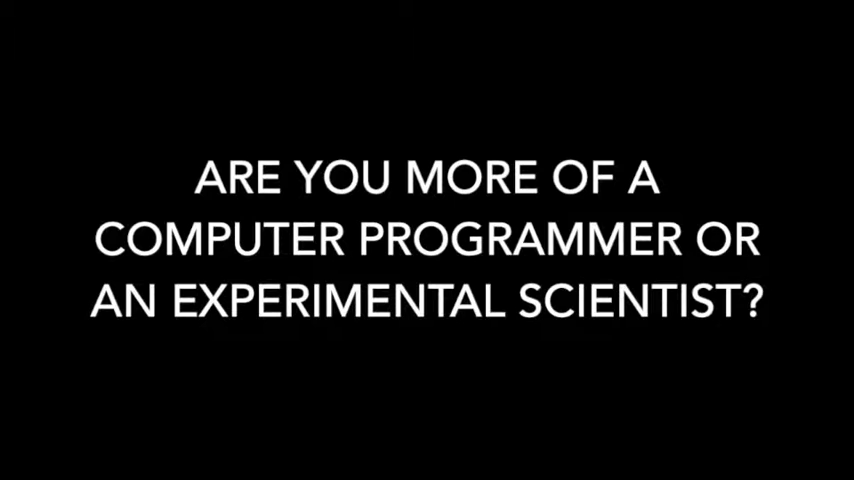 ARE YOU MORE OF A
COMPUTER PROGRAMMER OR
AN EXPERIMENTAL SCIENTIST?